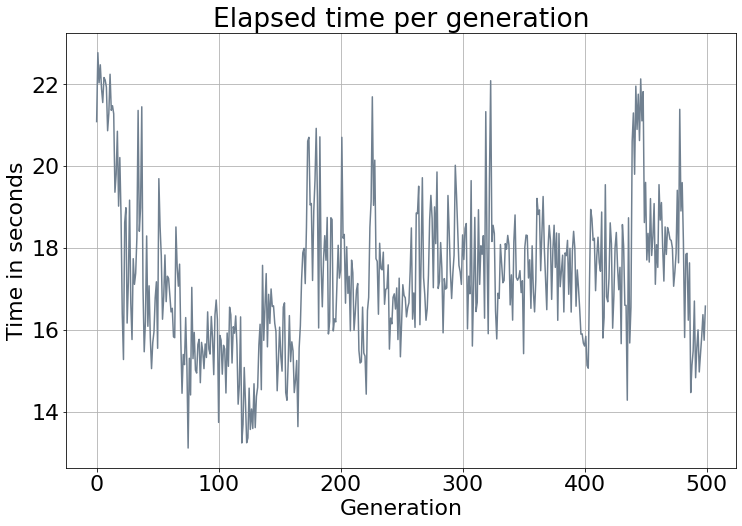 Elapsed time per generation
Time in seconds
22
20
18
16
14
0 100 200 300 400 500
Generation